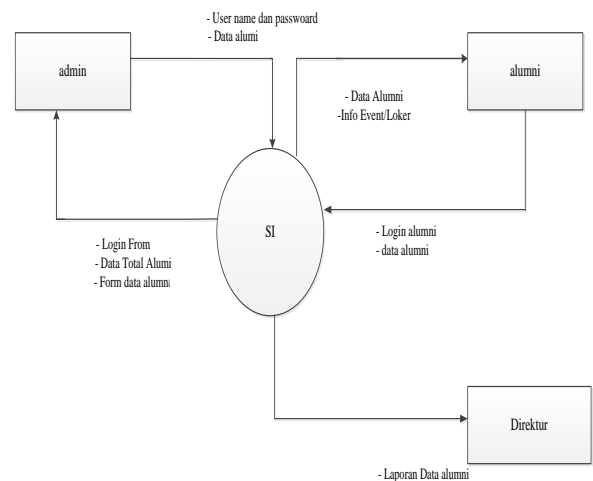 - User name dan passwoard
- Data alumi
admin
alumni
- Data Alumni
-Info Event/Loker
SI
- Login From
- Data Total Alumi
- Form data alumni
- Login alumni
- data alumni
Direktur
- Laporan Data alumni